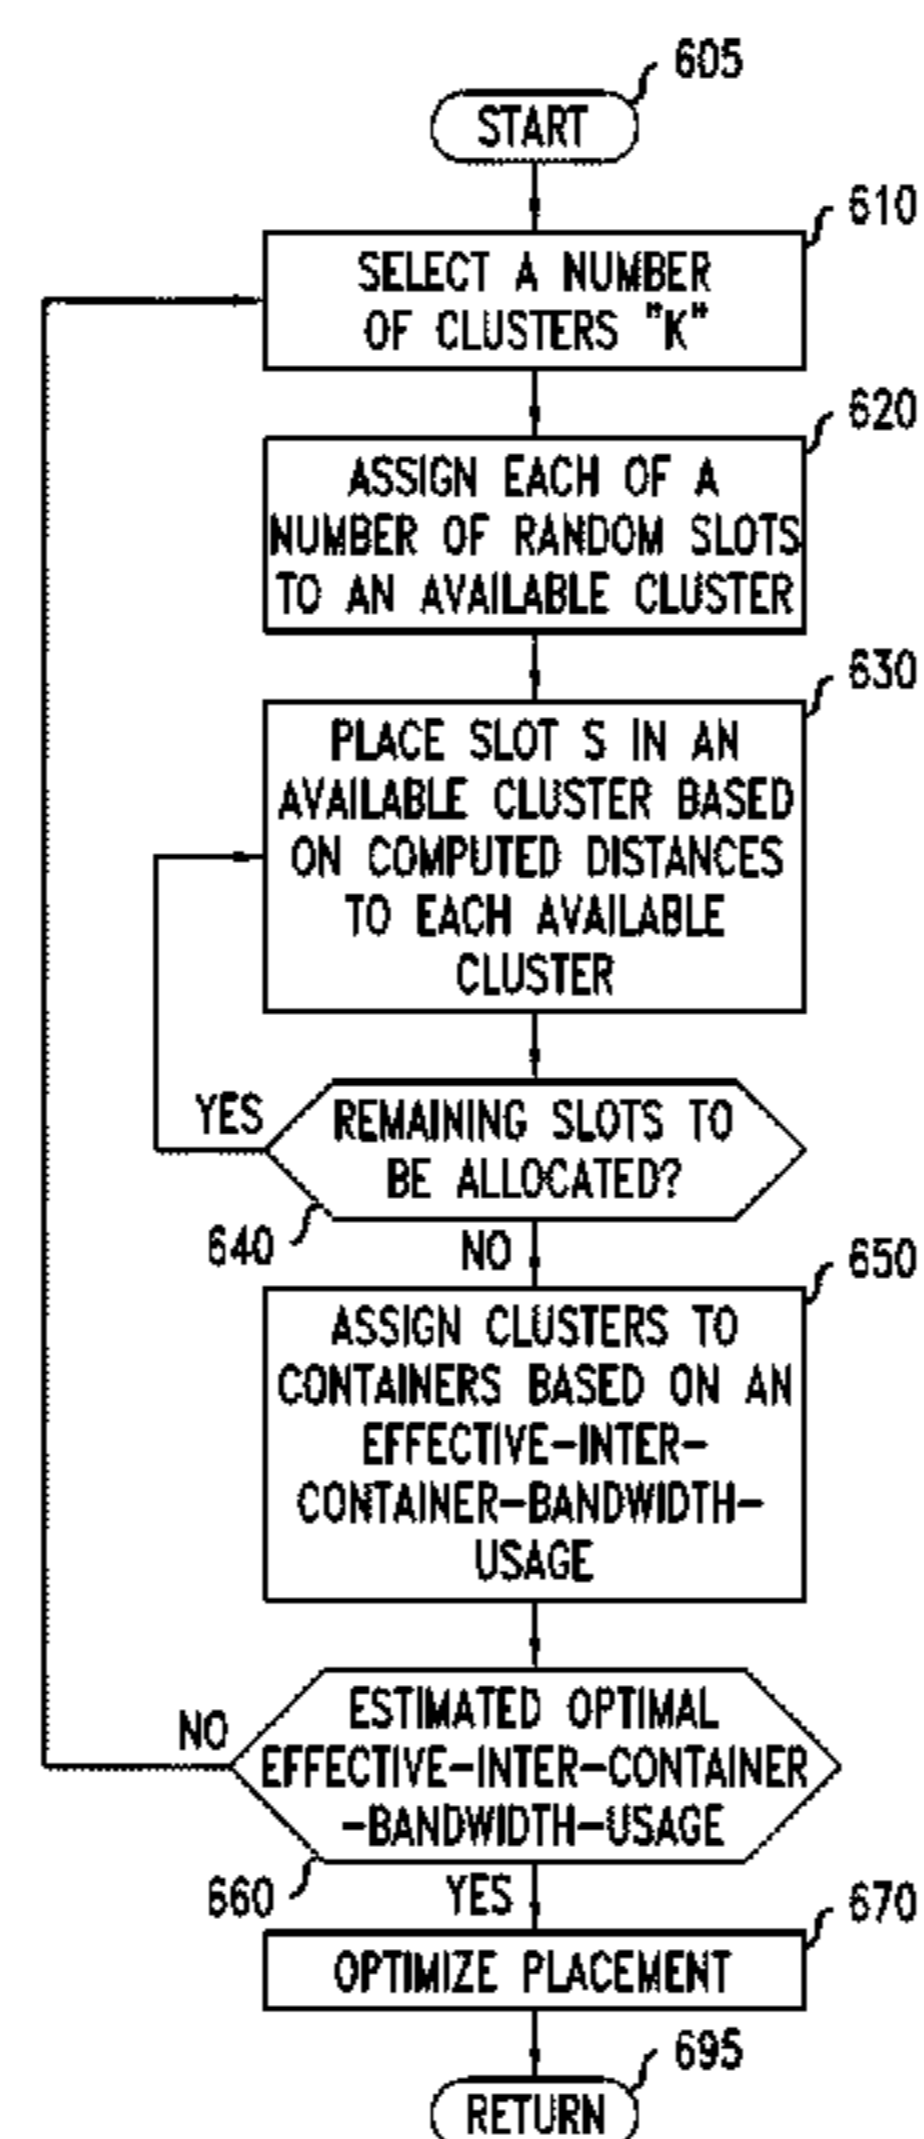 605
START
610
SELECT A NUMBER
OF CLUSTERS "K"
620
ASSIGN EACH OF A
NUMBER OF RANDOM SLOTS
TO AN AVAILABLE CLUSTER
630
PLACE SLOT S IN AN
AVAILABLE CLUSTER BASED
ON COMPUTED DISTANCES
TO EACH AVAILABLE
CLUSTER
YES
REMAINING SLOTS TO
BE ALLOCATED?
640
NO
650
ASSIGN CLUSTERS TO
CONTAINERS BASED ON AN
EFFECTIVE-INTER-
CONTAINER-BANDWIDTH-
USAGE
NO
ESTIMATED OPTIMAL
EFFECTIVE-INTER-CONTAINER
-BANDWIDTH-USAGE
660
YES
670
OPTIMIZE PLACEMENT
695
RETURN